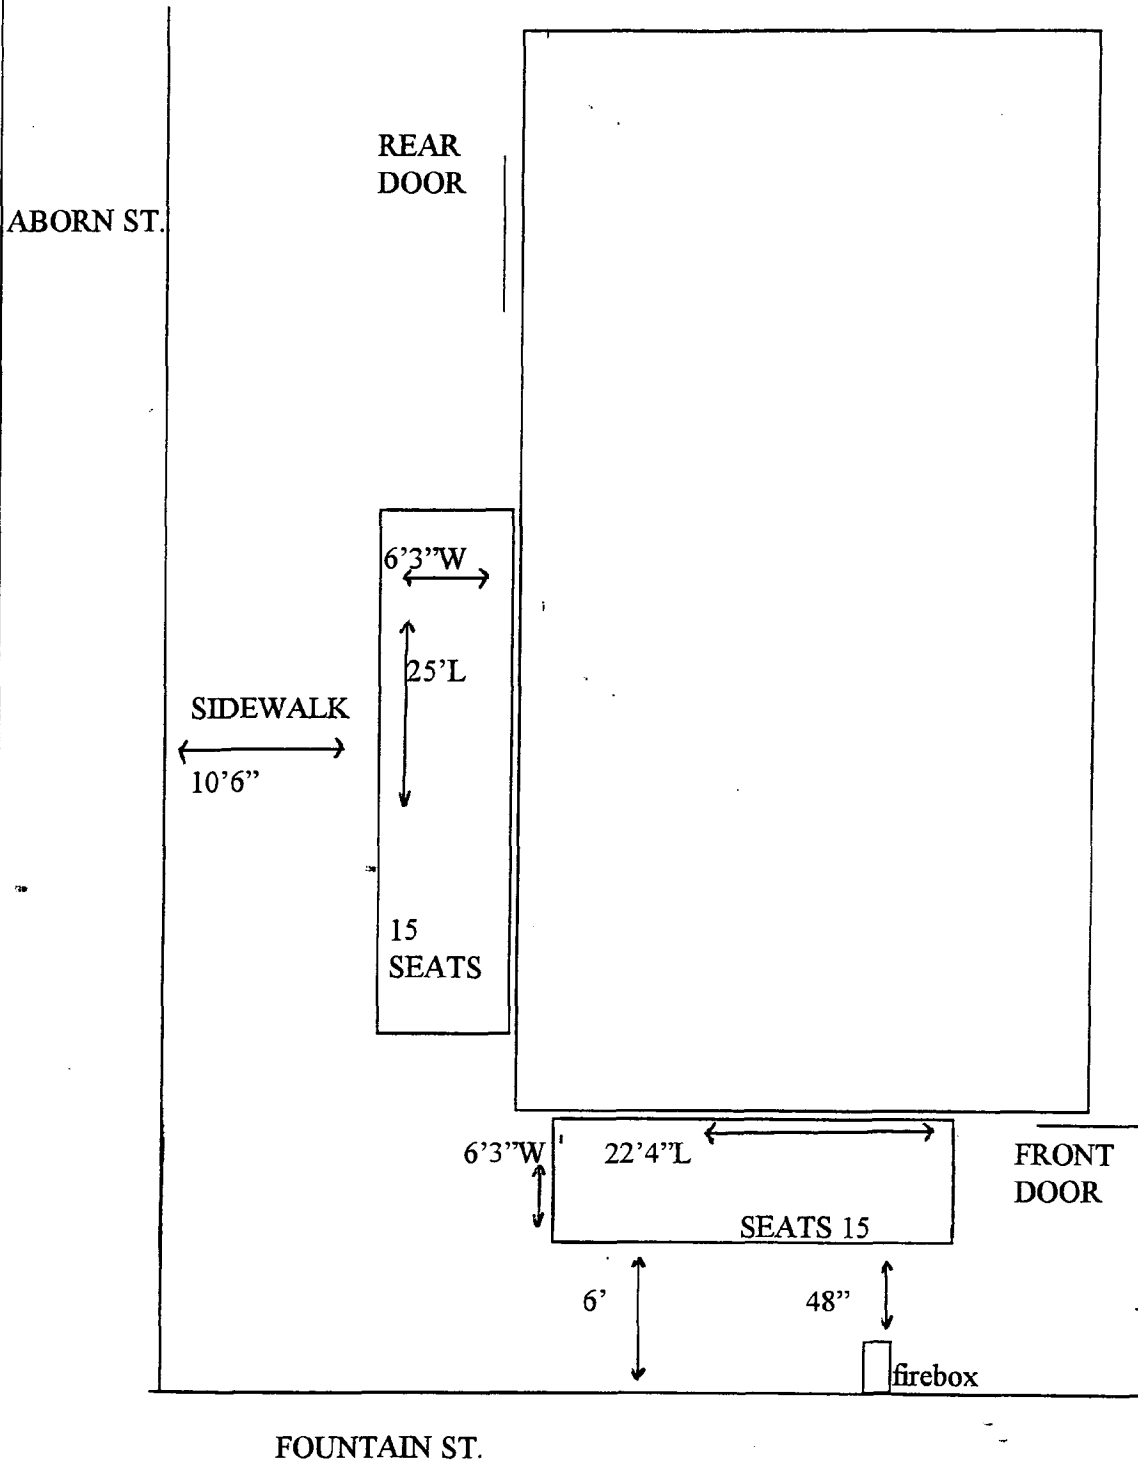 REAR
DOOR
ABORN ST.
6’3”W
25’L
SIDEWALK
10’6”
15
SEATS
6’3”W
22’4”L
FRONT
DOOR
SEATS 15
6’
48”
firebox
FOUNTAIN ST.